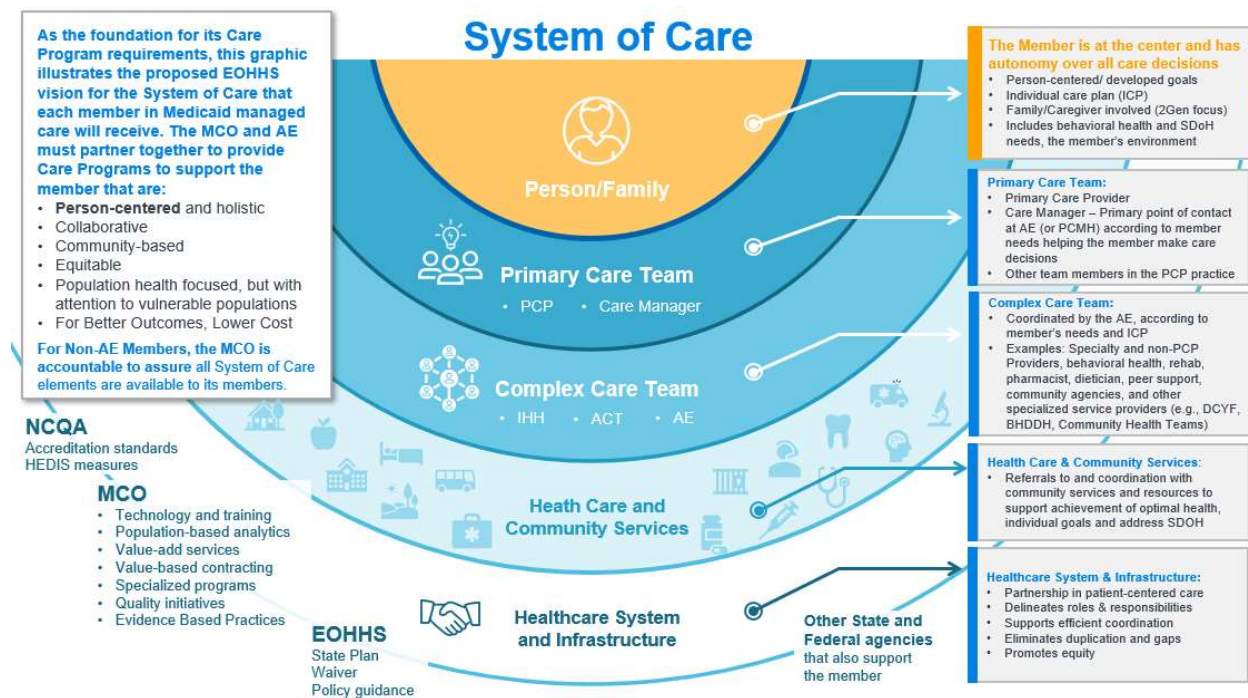 System of Care
As the foundation for its Care
Program requirements, this graphic
illustrates the proposed EOHHS
vision for the System of Care that
each member in Medicaid managed
care will receive. The MCO and AE
must partner together to provide
Care Programs to support the
member that are:
• Person-centered and holistic
• Collaborative
• Community-based
• Equitable
• Population health focused, but with
attention to vulnerable populations
• For Better Outcomes, Lower Cost
For Non-AE Members, the MCO is
accountable to assure all System of Care
elements are available to its members.
NCQA
Accreditation standards
HEDIS measures
MCO
• Technology and training
• Population-based analytics
• Value-add services
• Value-based contracting
• Specialized programs
• Quality initiatives
• Evidence Based Practices
EOHHS
State Plan
Waiver
Policy guidance
Person/Family
Primary Care Team
• PCP • Care Manager
Complex Care Team
• IHH • ACT • AE
Heath Care and
Community Services
Healthcare System
and Infrastructure
Other State and
Federal agencies
that also support
the member
The Member is at the center and has
autonomy over all care decisions
• Person-centered/ developed goals
• Individual care plan (ICP)
• Family/Caregiver involved (2Gen focus)
• Includes behavioral health and SDoH
needs, the member's environment
Primary Care Team:
• Primary Care Provider
• Care Manager – Primary point of contact
at AE (or PCMH) according to member
needs helping the member make care
decisions
• Other team members in the PCP practice
Complex Care Team:
• Coordinated by the AE, according to
member's needs and ICP
• Examples: Specialty and non-PCP
Providers, behavioral health, rehab,
pharmacist, dietician, peer support,
community agencies, and other
specialized service providers (e.g., DCYF,
BHDDH, Community Health Teams)
Health Care & Community Services:
• Referrals to and coordination with
community services and resources to
support achievement of optimal health,
individual goals and address SDOH
Healthcare System & Infrastructure:
• Partnership in patient-centered care
• Delineates roles & responsibilities
• Supports efficient coordination
• Eliminates duplication and gaps
• Promotes equity